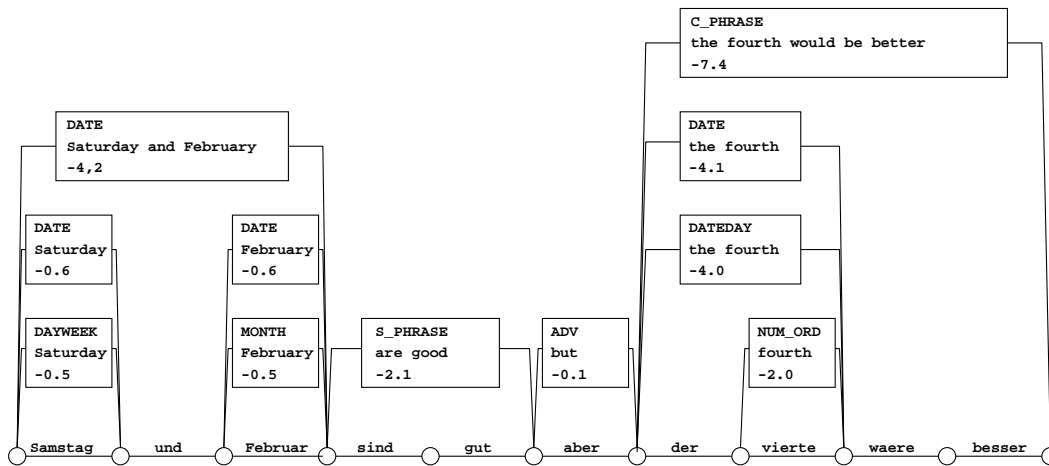 C_PHRASE
the fourth would be better
-7.4
DATE
Saturday and February
-4,2
DATE
the fourth
-4.1
DATE
Saturday
-0.6
DATE
February
-0.6
DATEDAY
the fourth
-4.0
DAYWEEK
Saturday
-0.5
MONTH
February
-0.5
S_PHRASE
are good
-2.1
ADV
but
-0.1
NUM_ORD
fourth
-2.0
Samstag und Februar sind gut aber der vierte waere besser